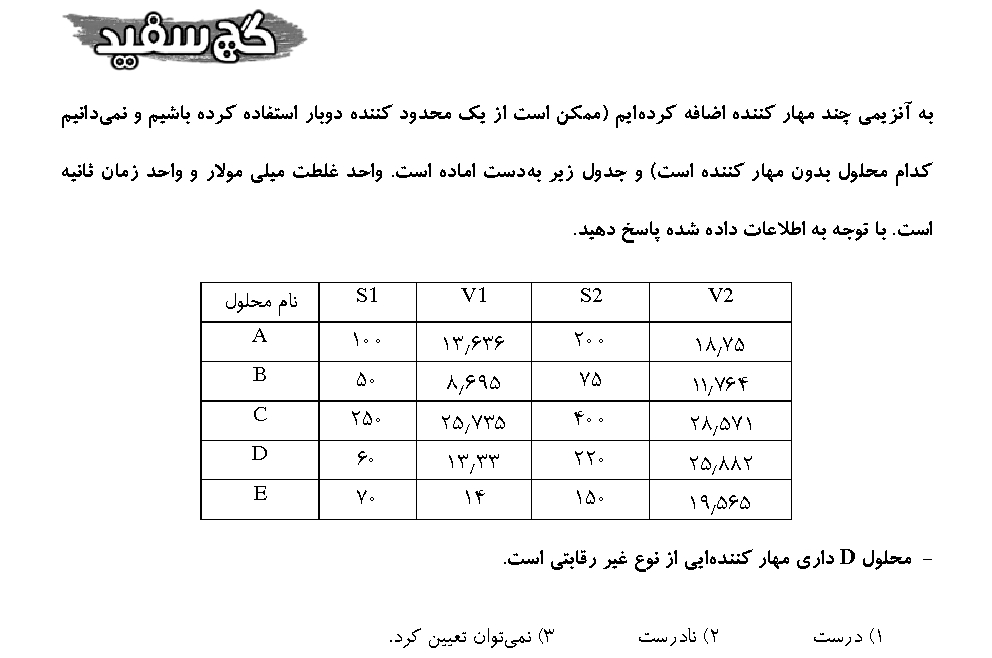 گچ سفید
به آنزیمی چند مهار کننده اضافه کرده‌ایم (ممکن است از یک محدود کننده دوبار استفاده کرده باشیم و نمی‌دانیم
کدام محلول بدون مهار کننده است) و جدول زیر به‌دست اماده است. واحد غلطت میلی مولار و واحد زمان ثانیه
است. با توجه به اطلاعات داده شده پاسخ دهید.
نام محلول S1 V1 S2 V2
A ۱۰۰ ۱۳٫۶۳۶ ۲۰۰ ۱۸٫۷۵
B ۵۰ ۸٫۶۹۵ ۷۵ ۱۱٫۷۶۴
C ۲۵۰ ۲۵٫۷۳۵ ۴۰۰ ۲۸٫۵۷۱
D ۶۰ ۱۳٫۳۳ ۲۲۰ ۲۵٫۸۸۲
E ۷۰ ۱۴ ۱۵۰ ۱۹٫۵۶۵
- محلول D داری مهار کننده‌ایی از نوع غیر رقابتی است.
۱) درست ۲) نادرست ۳) نمی‌توان تعیین کرد.